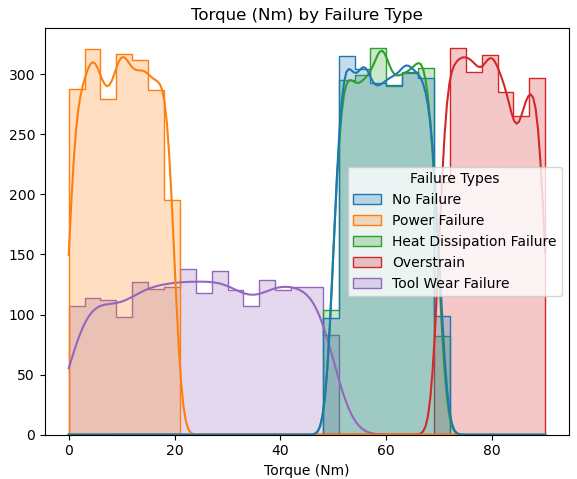 Torque (Nm) by Failure Type
300
250
200
150
100
50
0
Failure Types
No Failure
Power Failure
Heat Dissipation Failure
Overstrain
Tool Wear Failure
0 20 40 60 80
Torque (Nm)